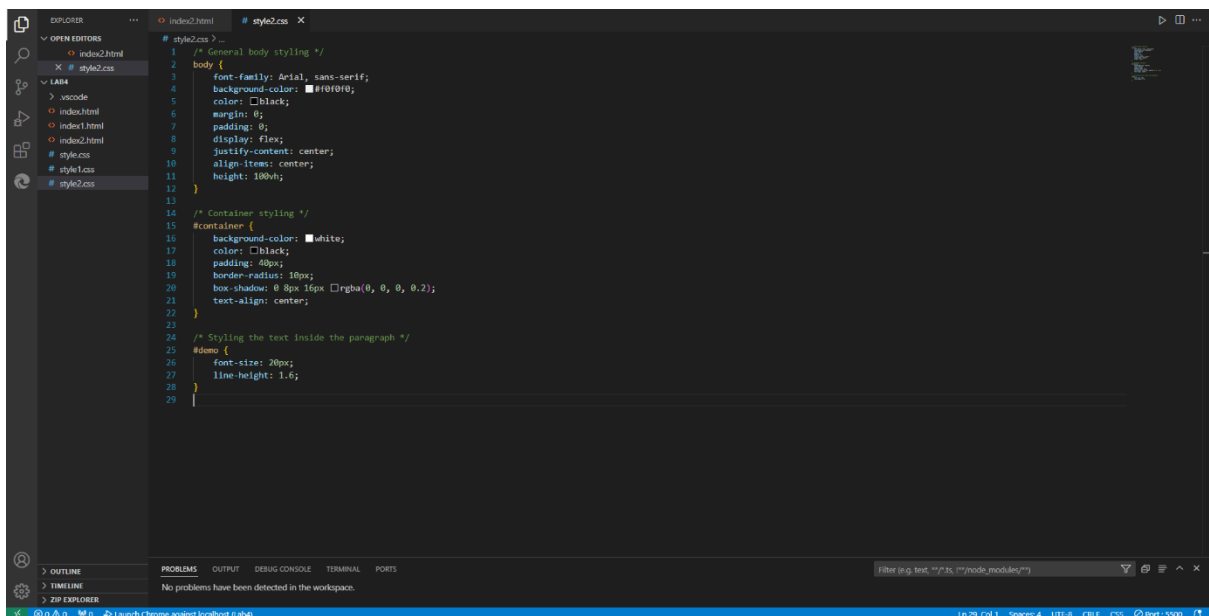 EXPLORER ···
OPEN EDITORS
index2.html
# style2.css
LAB4
.vscode
index.html
index1.html
index2.html
# style.css
# style1.css
# style2.css
OUTLINE
TIMELINE
ZIP EXPLORER
index2.html # style2.css
# style2.css > ...
1 /* General body styling */
2 body {
3 font-family: Arial, sans-serif;
4 background-color: #f0f0f0;
5 color: black;
6 margin: 0;
7 padding: 0;
8 display: flex;
9 justify-content: center;
10 align-items: center;
11 height: 100vh;
12 }
13
14 /* Container styling */
15 #container {
16 background-color: white;
17 color: black;
18 padding: 40px;
19 border-radius: 10px;
20 box-shadow: 0 8px 16px rgba(0, 0, 0, 0.2);
21 text-align: center;
22 }
23
24 /* Styling the text inside the paragraph */
25 #demo {
26 font-size: 20px;
27 line-height: 1.6;
28 }
29
PROBLEMS OUTPUT DEBUG CONSOLE TERMINAL PORTS
Filter (e.g. text, **/*.ts, !**/node_modules/**)
No problems have been detected in the workspace.
0 0 0 Launch Chrome against localhost (Lab4) Ln 29, Col 1 Spaces: 4 UTF-8 CRLF CSS Port : 5500